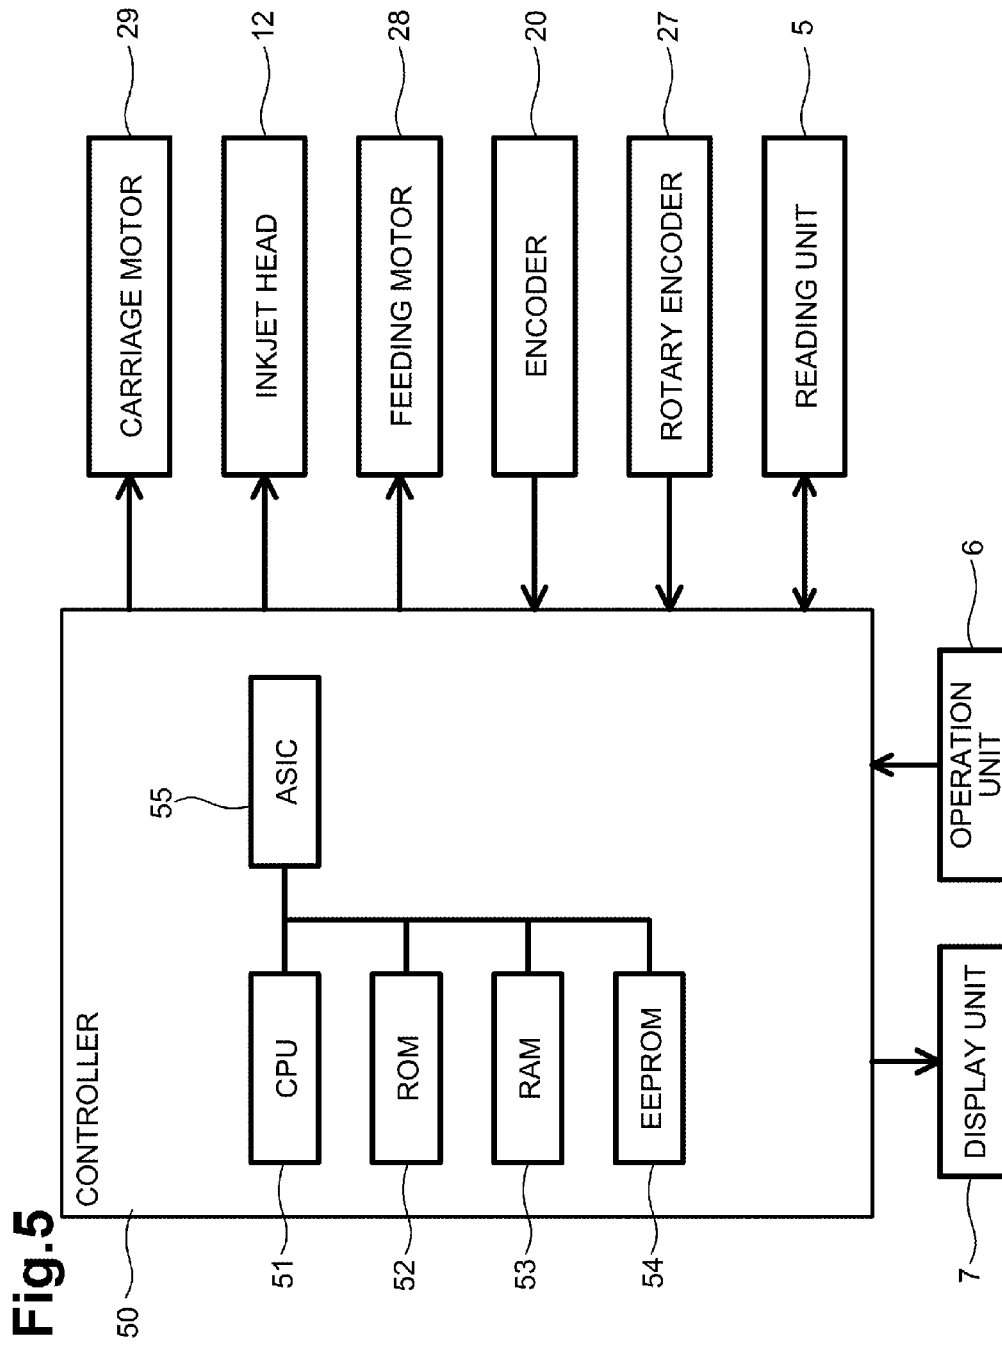 Fig.5
50
CONTROLLER
51
CPU
52
ROM
53
RAM
54
EEPROM
55
ASIC
CARRIAGE MOTOR
29
INKJET HEAD
12
FEEDING MOTOR
28
ENCODER
20
ROTARY ENCODER
27
READING UNIT
5
7
DISPLAY UNIT
OPERATION
UNIT
6